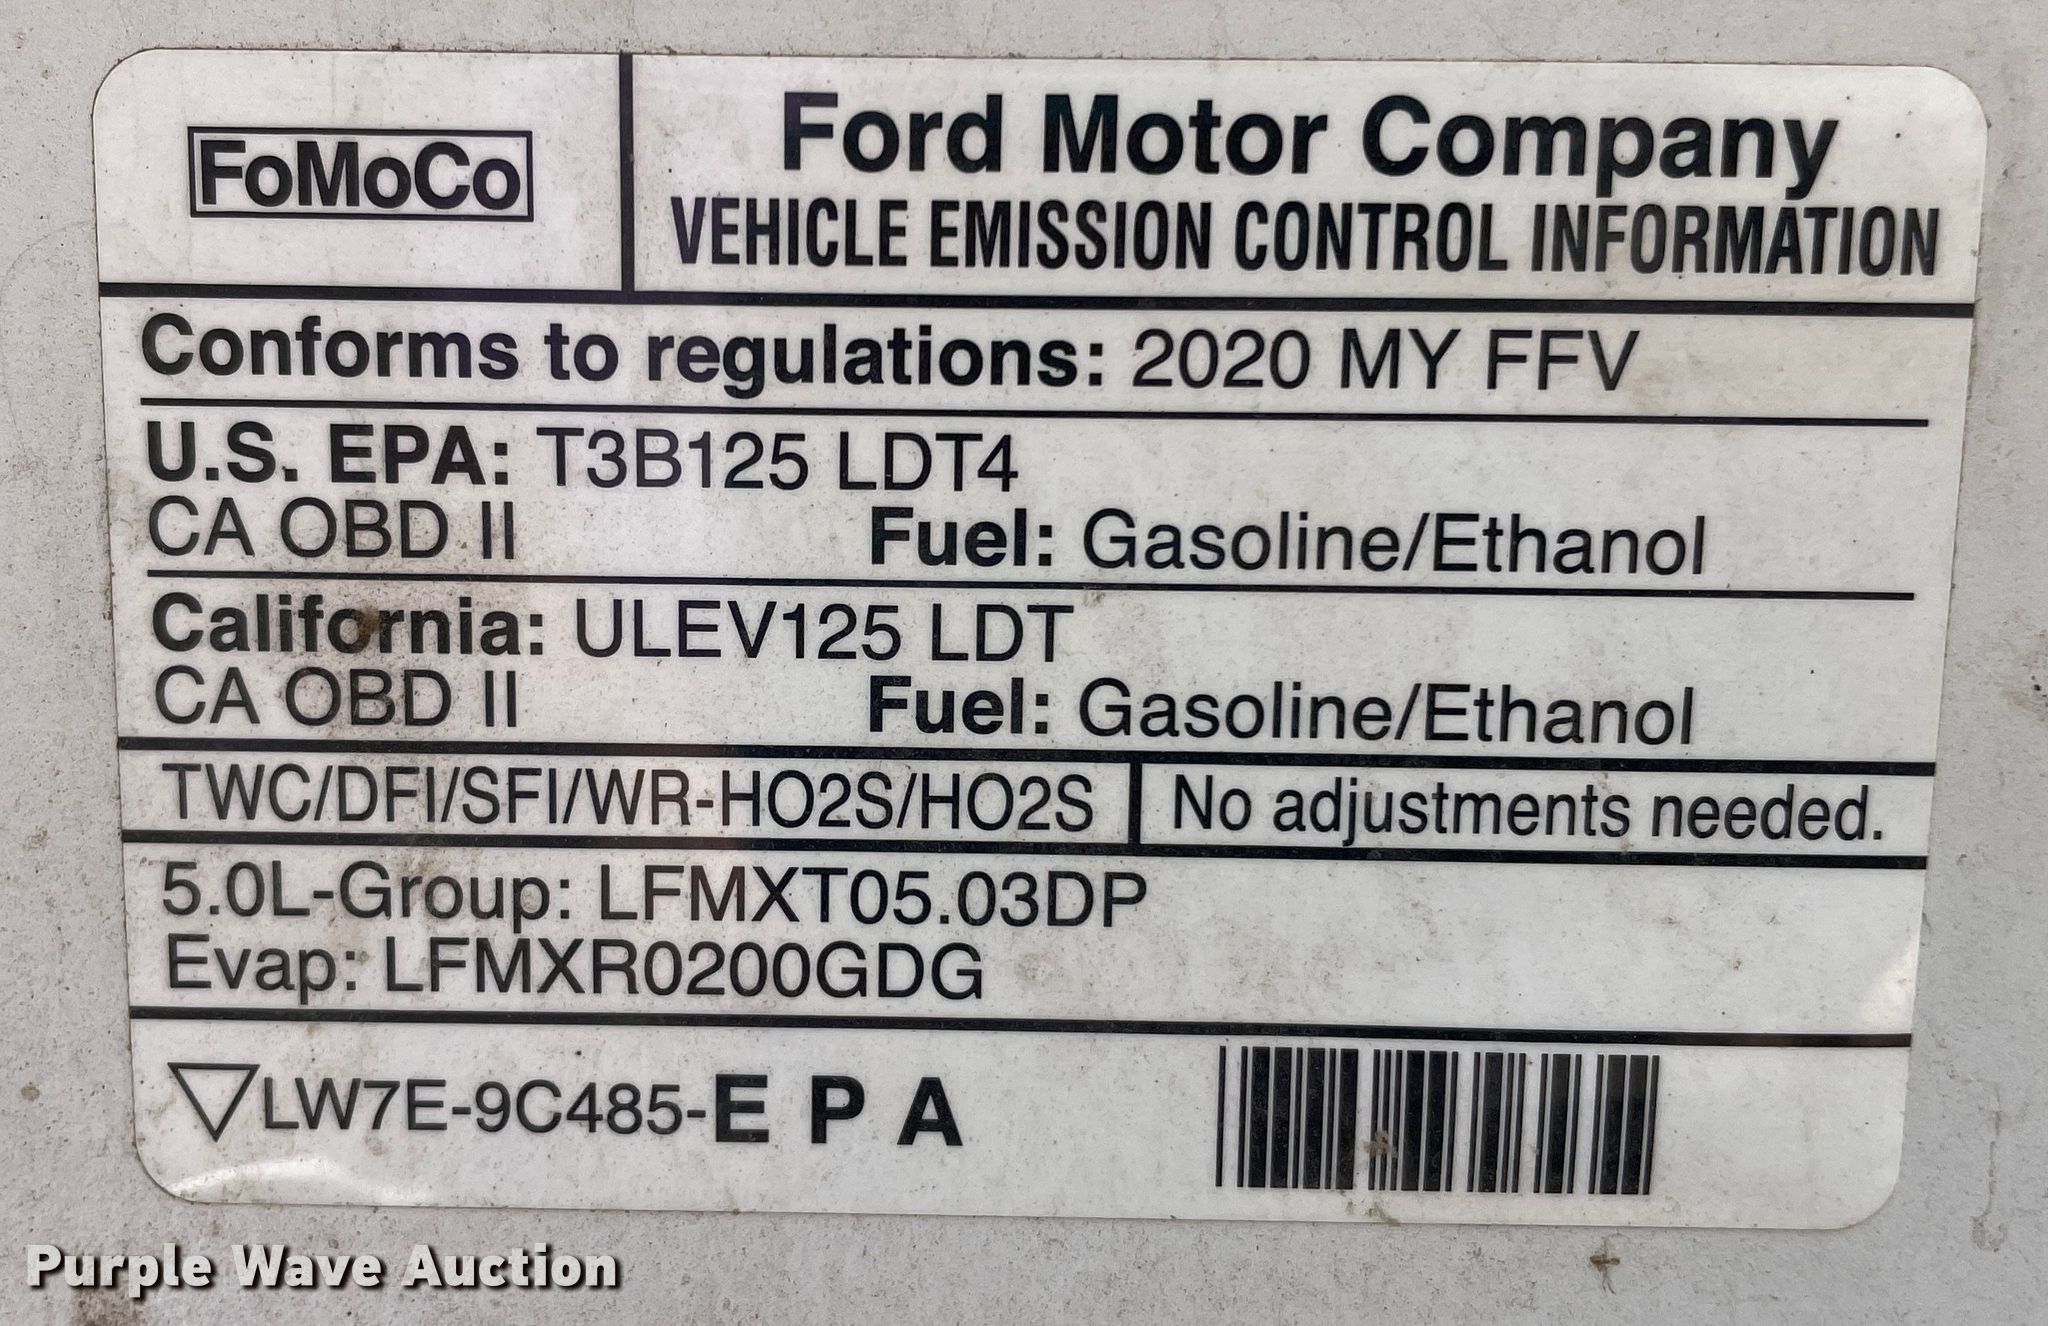 FoMoCo
Ford Motor Company
VEHICLE EMISSION CONTROL INFORMATION
Conforms to regulations: 2020 MY FFV
U.S. EPA: T3B125 LDT4
CA OBD II Fuel: Gasoline/Ethanol
California: ULEV125 LDT
CA OBD II Fuel: Gasoline/Ethanol
TWC/DFI/SFI/WR-HO2S/HO2S No adjustments needed.
5.0L-Group: LFMXT05.03DP
Evap: LFMXR0200GDG
LW7E-9C485-E P A
Purple Wave Auction